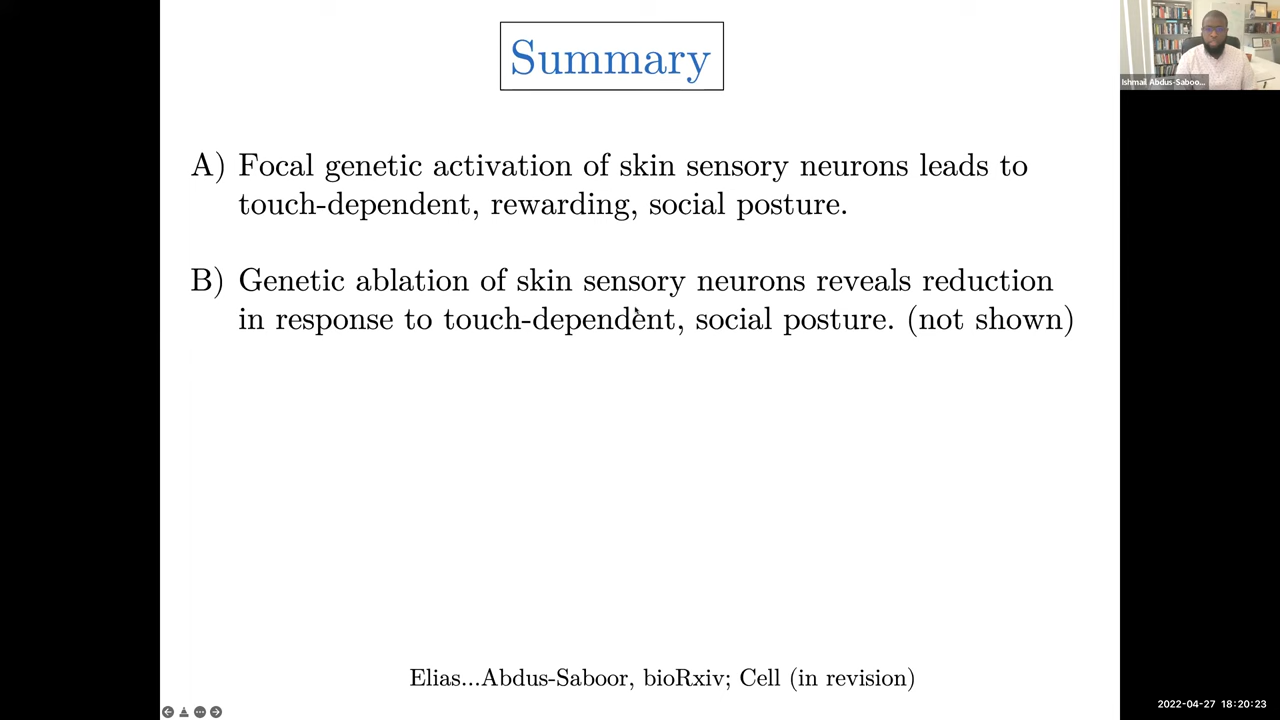 Summary
Ishmail Abdus-Saboo...
A) Focal genetic activation of skin sensory neurons leads to
touch-dependent, rewarding, social posture.
B) Genetic ablation of skin sensory neurons reveals reduction
in response to touch-dependent, social posture. (not shown)
Elias...Abdus-Saboor, bioRxiv; Cell (in revision)
2022-04-27 18:20:23